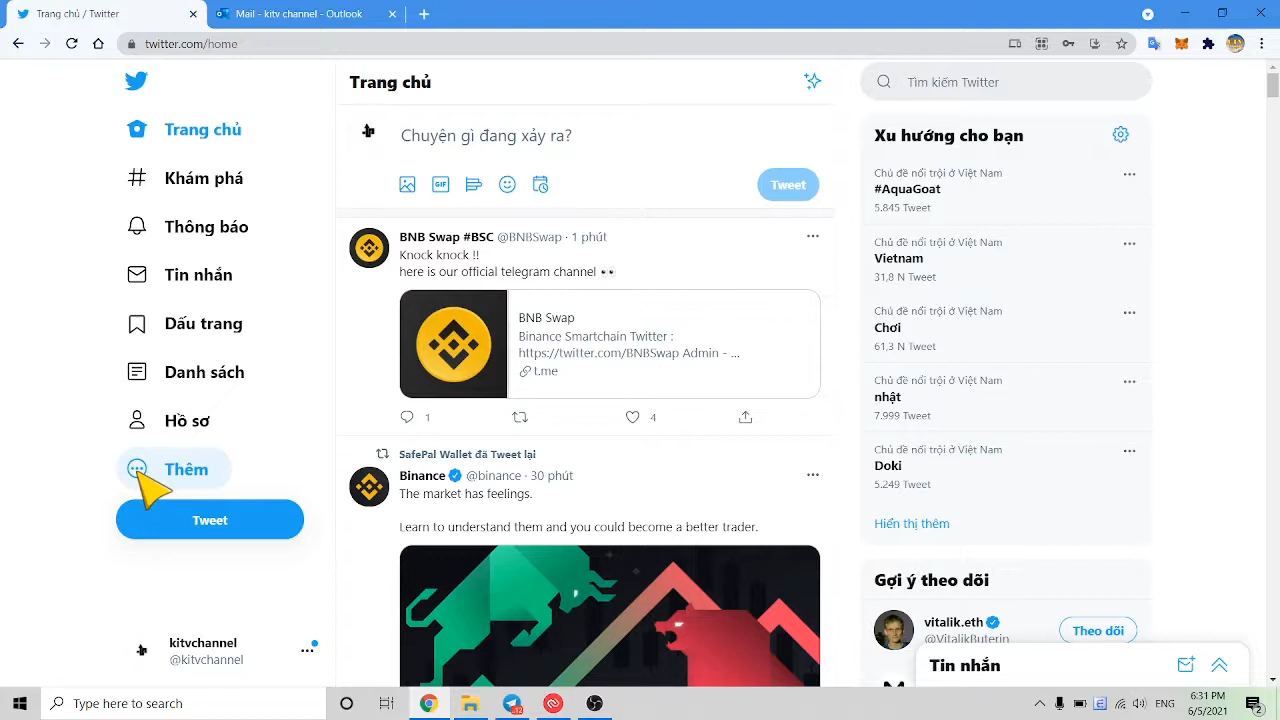 Trang chủ / Twitter
Mail - kitv channel - Outlook
twitter.com/home
Trang chủ
Khám phá
Thông báo
Tin nhắn
Dấu trang
Danh sách
Hồ sơ
Thêm
Tweet
kitvchannel
@kitvchannel
Trang chủ
Chuyện gì đang xảy ra?
GIF
Tweet
BNB Swap #BSC @BNBSwap · 1 phút
Knock knock !!
here is our official telegram channel
BNB Swap
Binance Smartchain Twitter :
https://twitter.com/BNBSwap Admin - ...
t.me
1
4
SafePal Wallet đã Tweet lại
Binance @binance · 30 phút
The market has feelings.
Learn to understand them and you could become a better trader.
Tìm kiếm Twitter
Xu hướng cho bạn
Chủ đề nổi trội ở Việt Nam
#AquaGoat
5.845 Tweet
Chủ đề nổi trội ở Việt Nam
Vietnam
31,8 N Tweet
Chủ đề nổi trội ở Việt Nam
Chơi
61,3 N Tweet
Chủ đề nổi trội ở Việt Nam
nhật
7.999 Tweet
Chủ đề nổi trội ở Việt Nam
Doki
5.249 Tweet
Hiển thị thêm
Gợi ý theo dõi
vitalik.eth
@VitalikButerin
Theo dõi
Tin nhắn
Type here to search
ENG
6:31 PM
6/5/2021